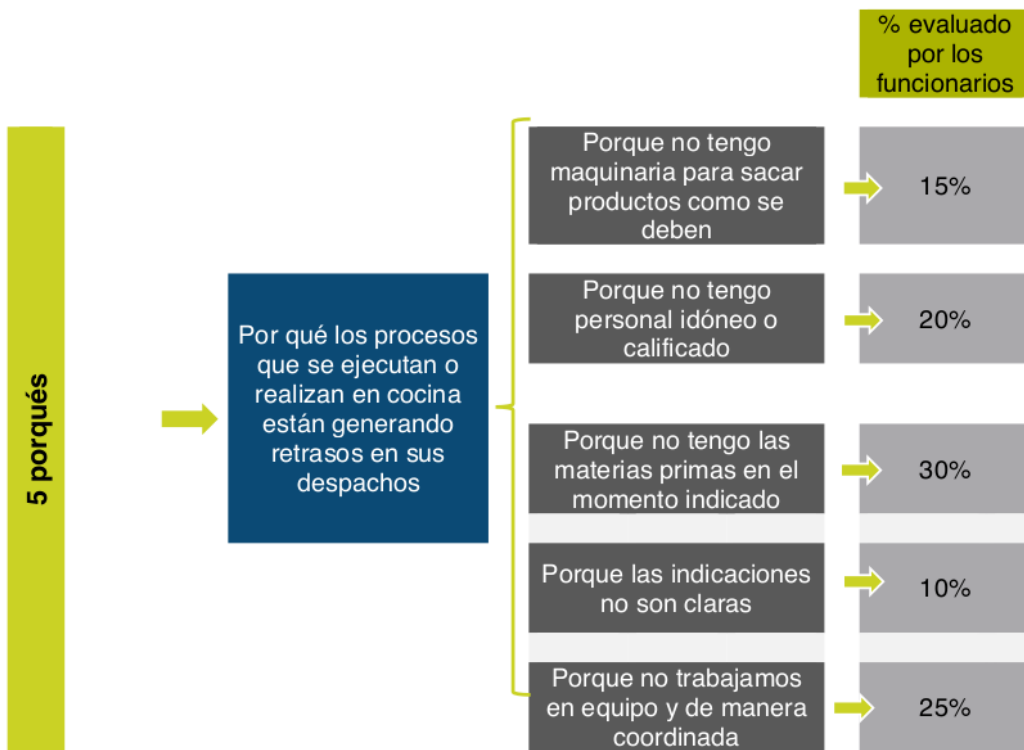 % evaluado
por los
funcionarios
5 porqués
Por qué los procesos
que se ejecutan o
realizan en cocina
están generando
retrasos en sus
despachos
Porque no tengo
maquinaria para sacar
productos como se
deben
15%
Porque no tengo
personal idóneo o
calificado
20%
Porque no tengo las
materias primas en el
momento indicado
30%
Porque las indicaciones
no son claras
10%
Porque no trabajamos
en equipo y de manera
coordinada
25%